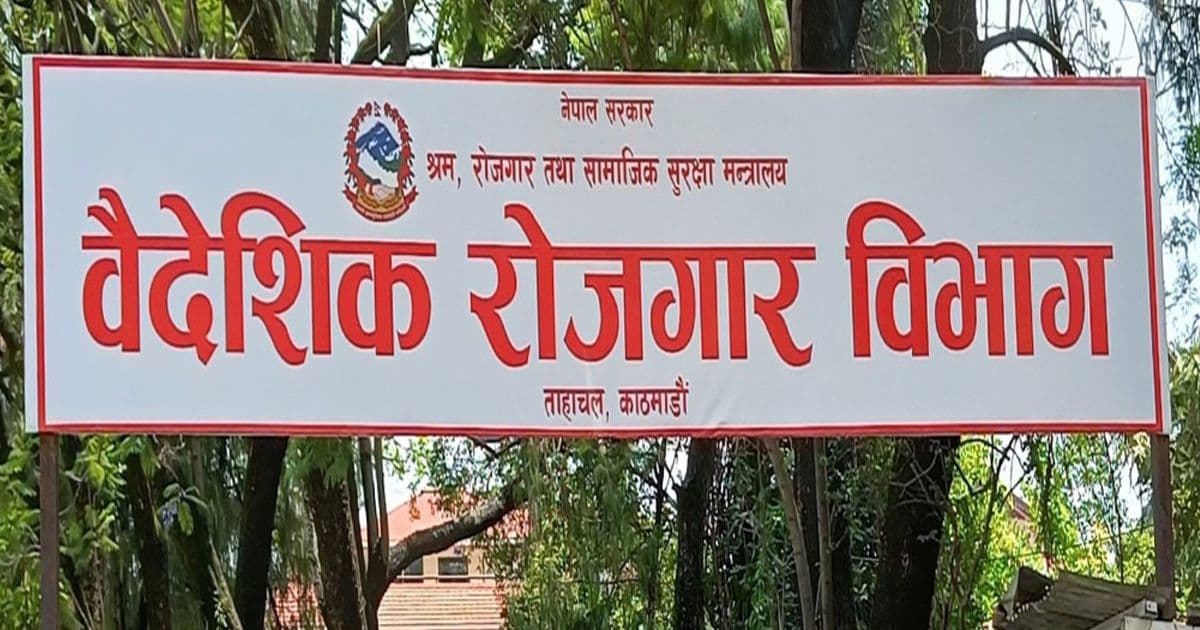 नेपाल सरकार
श्रम, रोजगार तथा सामाजिक सुरक्षा मन्त्रालय
वैदेशिक रोजगार विभाग
ताहाचल, काठमाडौं